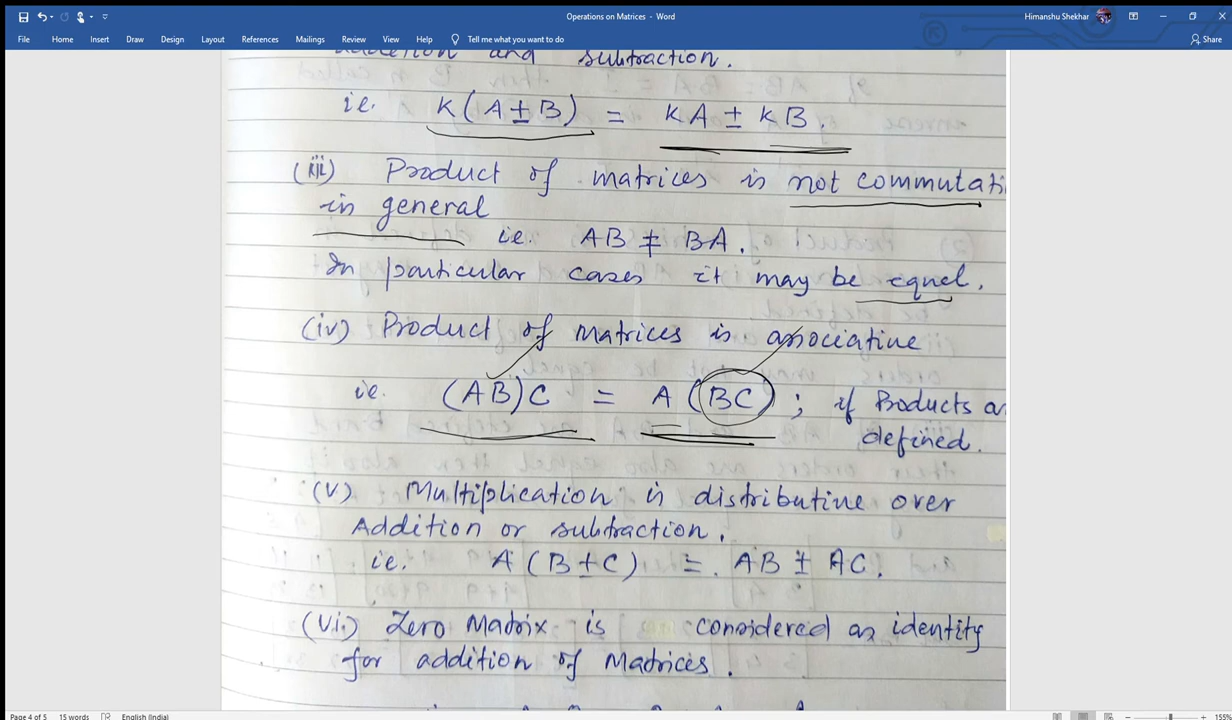 Operations on Matrices - Word
Himanshu Shekhar
File Home Insert Draw Design Layout References Mailings Review View Help Tell me what you want to do
Share
addition and subtraction.
ie. K(A ± B) = KA ± KB.
(iii) Product of matrices is not commutati
in general
ie. AB ≠ BA.
In particular cases it may be equel.
(iv) Product of Matrices is associative
ie. (AB)C = A(BC) ; if Products a
defined.
(v) Multiplication is distributive over
Addition or subtraction.
ie. A(B±C) = AB ± AC.
(vi) Zero Matrix is considered as identity
for addition of Matrices.
Page 4 of 5 15 words English (India)
155%